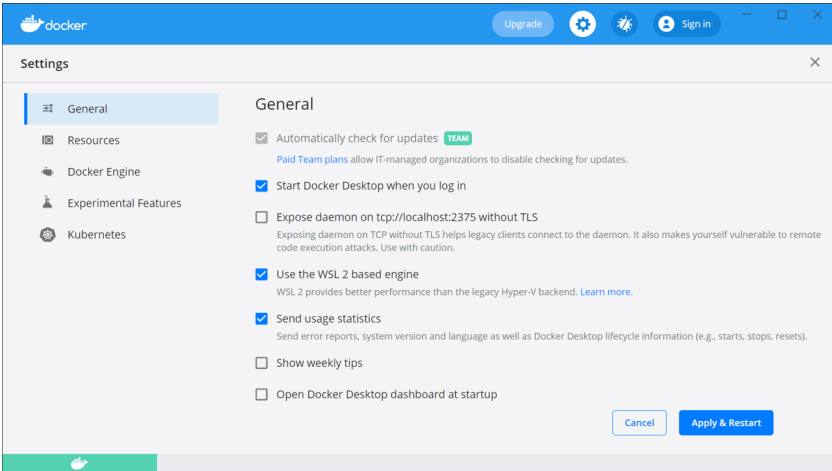 docker
Upgrade
Sign in
Settings
General
Resources
Docker Engine
Experimental Features
Kubernetes
General
Automatically check for updates TEAM
Paid Team plans allow IT-managed organizations to disable checking for updates.
Start Docker Desktop when you log in
Expose daemon on tcp://localhost:2375 without TLS
Exposing daemon on TCP without TLS helps legacy clients connect to the daemon. It also makes yourself vulnerable to remote
code execution attacks. Use with caution.
Use the WSL 2 based engine
WSL 2 provides better performance than the legacy Hyper-V backend. Learn more.
Send usage statistics
Send error reports, system version and language as well as Docker Desktop lifecycle information (e.g., starts, stops, resets).
Show weekly tips
Open Docker Desktop dashboard at startup
Cancel
Apply & Restart